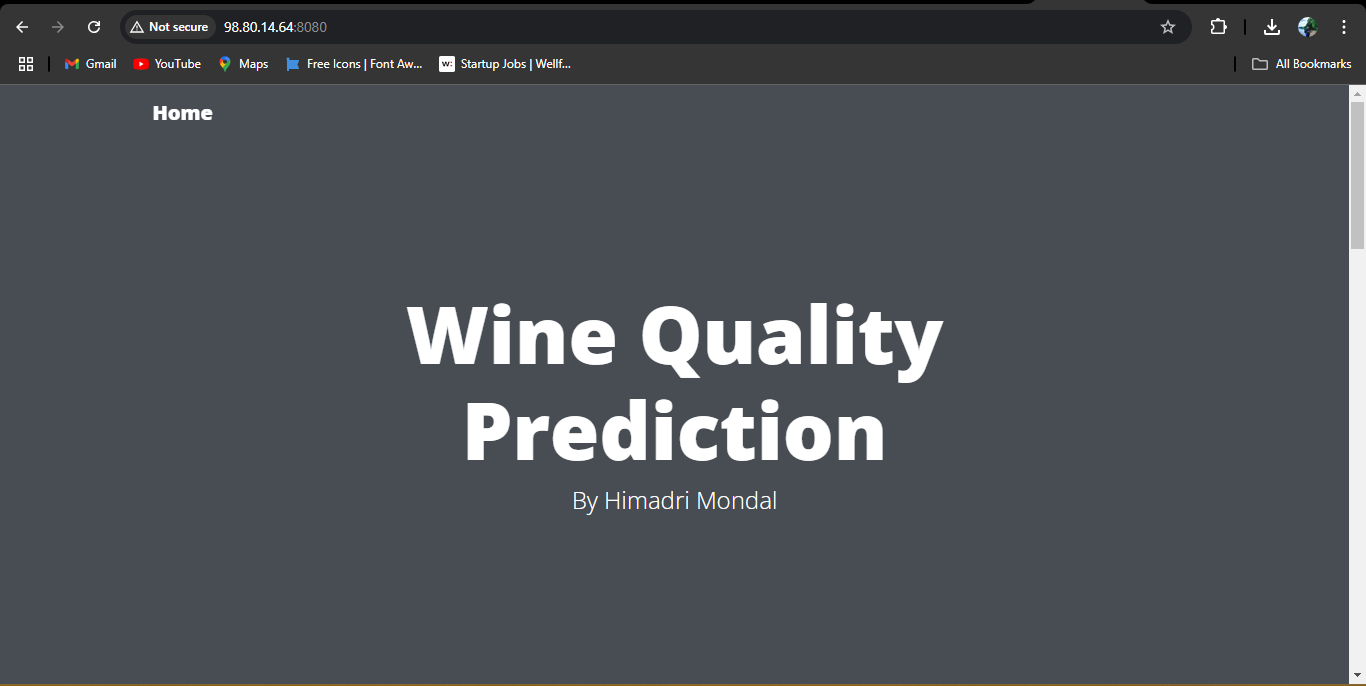 Not secure 98.80.14.64:8080
Gmail YouTube Maps Free Icons | Font Aw... w: Startup Jobs | Wellf... All Bookmarks
Home
Wine Quality
Prediction
By Himadri Mondal